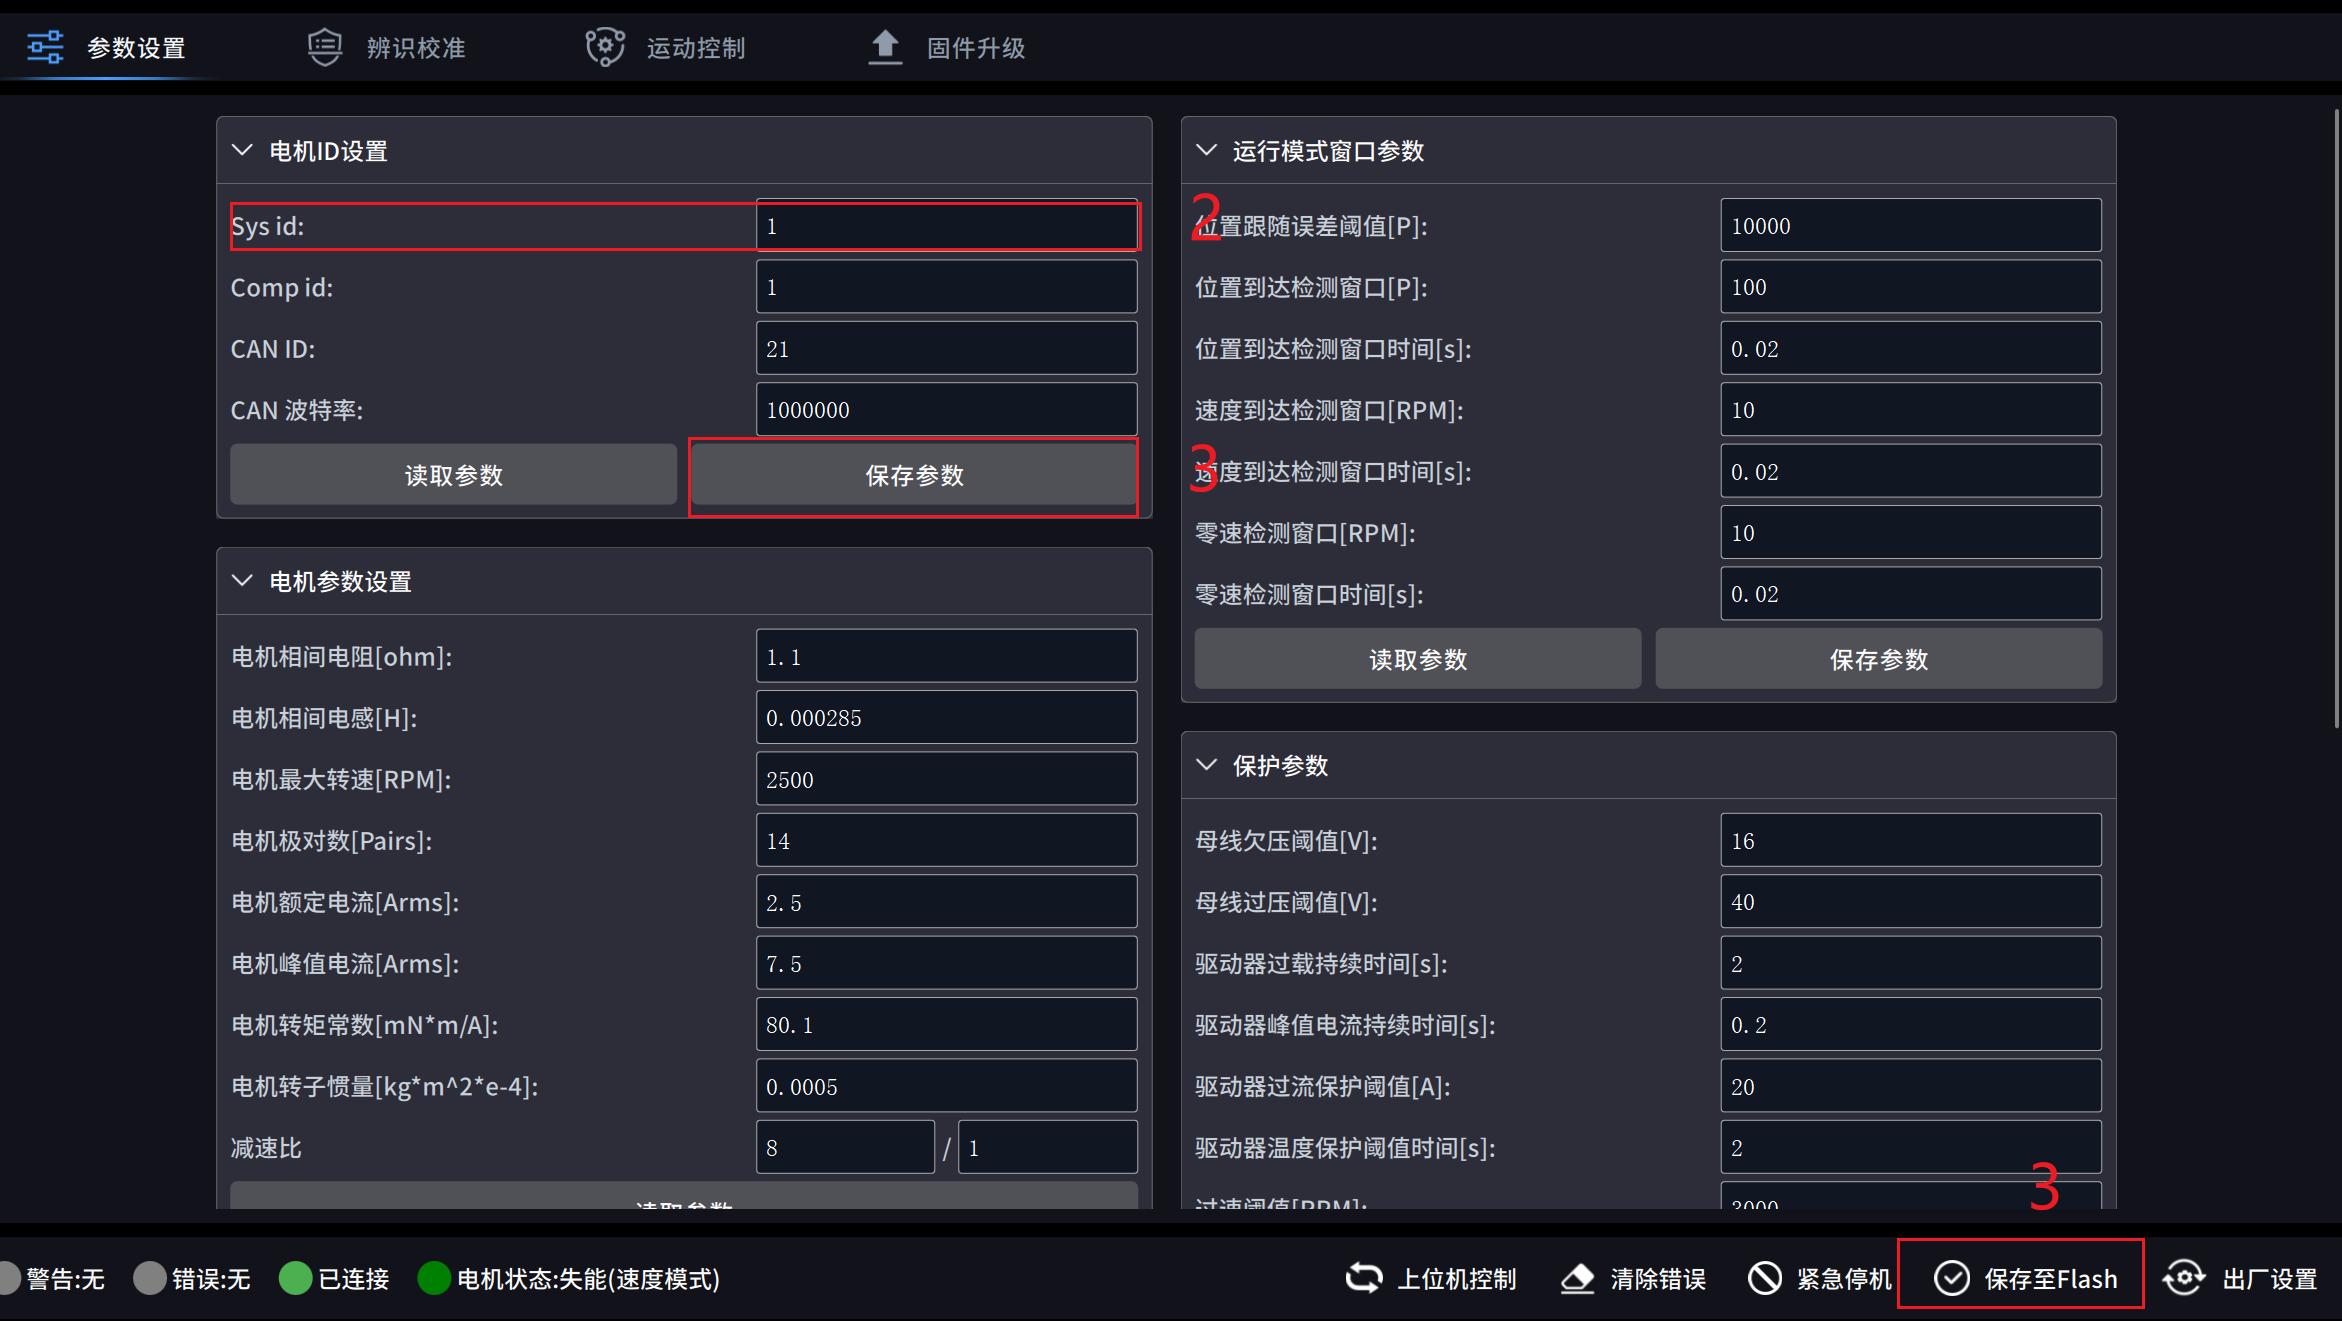 参数设置
辨识校准
运动控制
固件升级
电机ID设置
Sys id:
1
Comp id:
1
CAN ID:
21
CAN 波特率:
1000000
读取参数
保存参数
电机参数设置
电机相间电阻[ohm]:
1.1
电机相间电感[H]:
0.000285
电机最大转速[RPM]:
2500
电机极对数[Pairs]:
14
电机额定电流[Arms]:
2.5
电机峰值电流[Arms]:
7.5
电机转矩常数[mN*m/A]:
80.1
电机转子惯量[kg*m^2*e-4]:
0.0005
减速比
8 / 1
读取参数
运行模式窗口参数
2
位置跟随误差阈值[P]:
10000
位置到达检测窗口[P]:
100
位置到达检测窗口时间[s]:
0.02
速度到达检测窗口[RPM]:
10
3
速度到达检测窗口时间[s]:
0.02
零速检测窗口[RPM]:
10
零速检测窗口时间[s]:
0.02
读取参数
保存参数
保护参数
母线欠压阈值[V]:
16
母线过压阈值[V]:
40
驱动器过载持续时间[s]:
2
驱动器峰值电流持续时间[s]:
0.2
驱动器过流保护阈值[A]:
20
驱动器温度保护阈值时间[s]:
2
过速阈值[RPM]:
3000
3
警告:无
错误:无
已连接
电机状态:失能(速度模式)
上位机控制
清除错误
紧急停机
保存至Flash
出厂设置